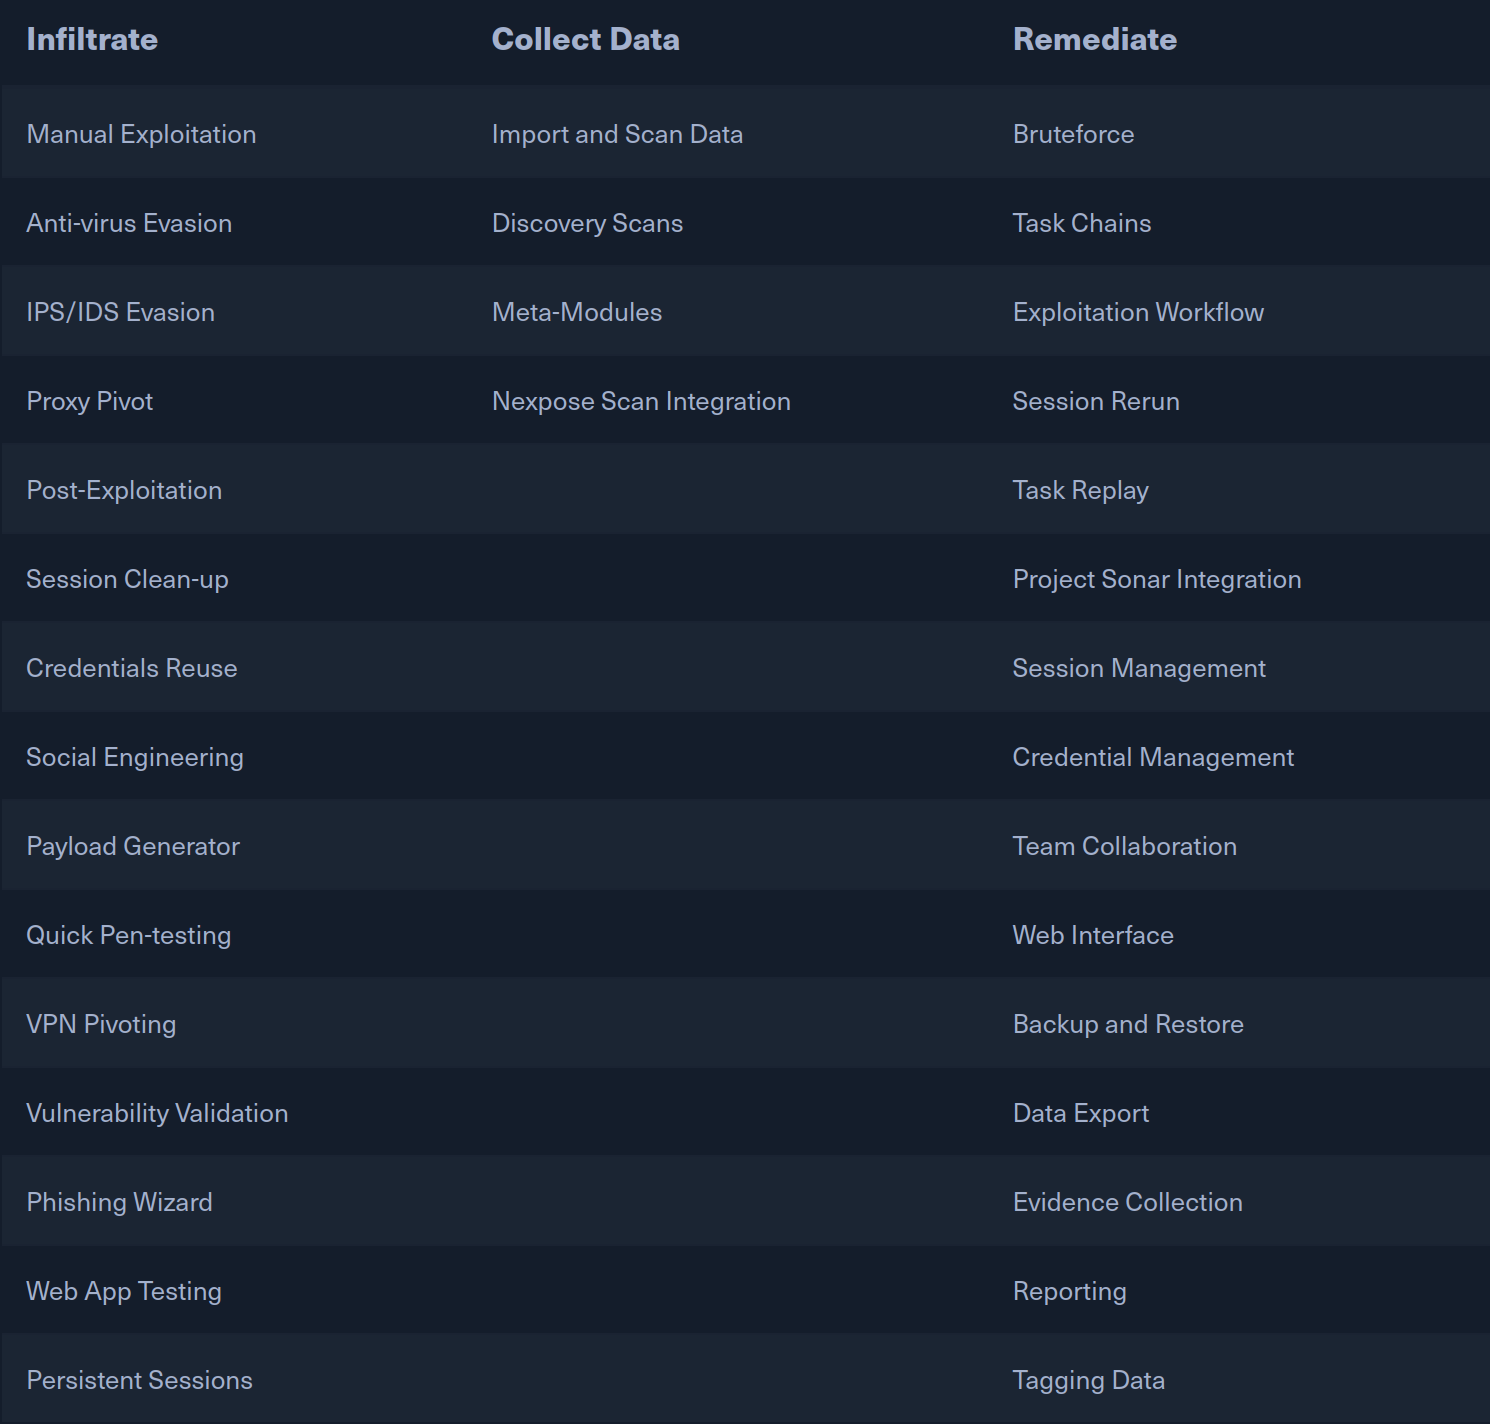 Infiltrate Collect Data Remediate
Manual Exploitation Import and Scan Data Bruteforce
Anti-virus Evasion Discovery Scans Task Chains
IPS/IDS Evasion Meta-Modules Exploitation Workflow
Proxy Pivot Nexpose Scan Integration Session Rerun
Post-Exploitation Task Replay
Session Clean-up Project Sonar Integration
Credentials Reuse Session Management
Social Engineering Credential Management
Payload Generator Team Collaboration
Quick Pen-testing Web Interface
VPN Pivoting Backup and Restore
Vulnerability Validation Data Export
Phishing Wizard Evidence Collection
Web App Testing Reporting
Persistent Sessions Tagging Data